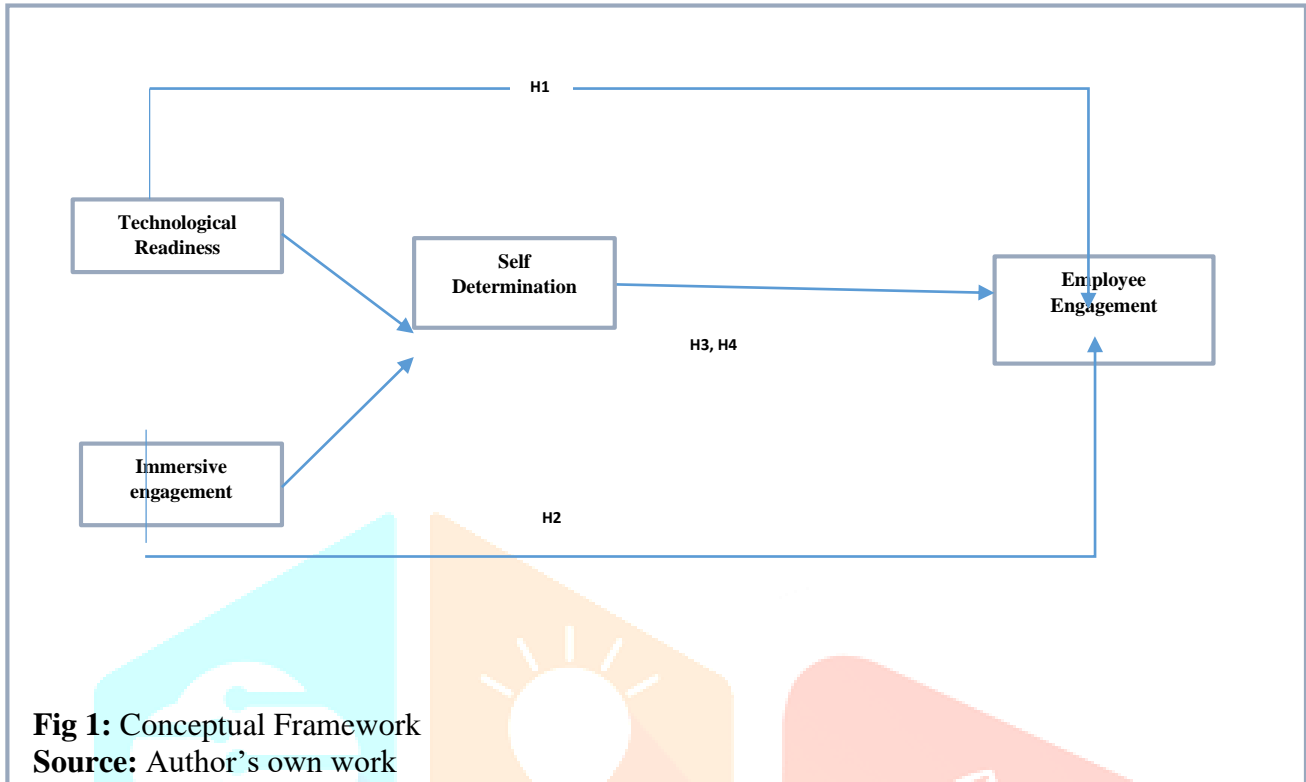 H1
Technological
Readiness
Self
Determination
Employee
Engagement
H3, H4
Immersive
engagement
H2
Fig 1: Conceptual Framework
Source: Author's own work